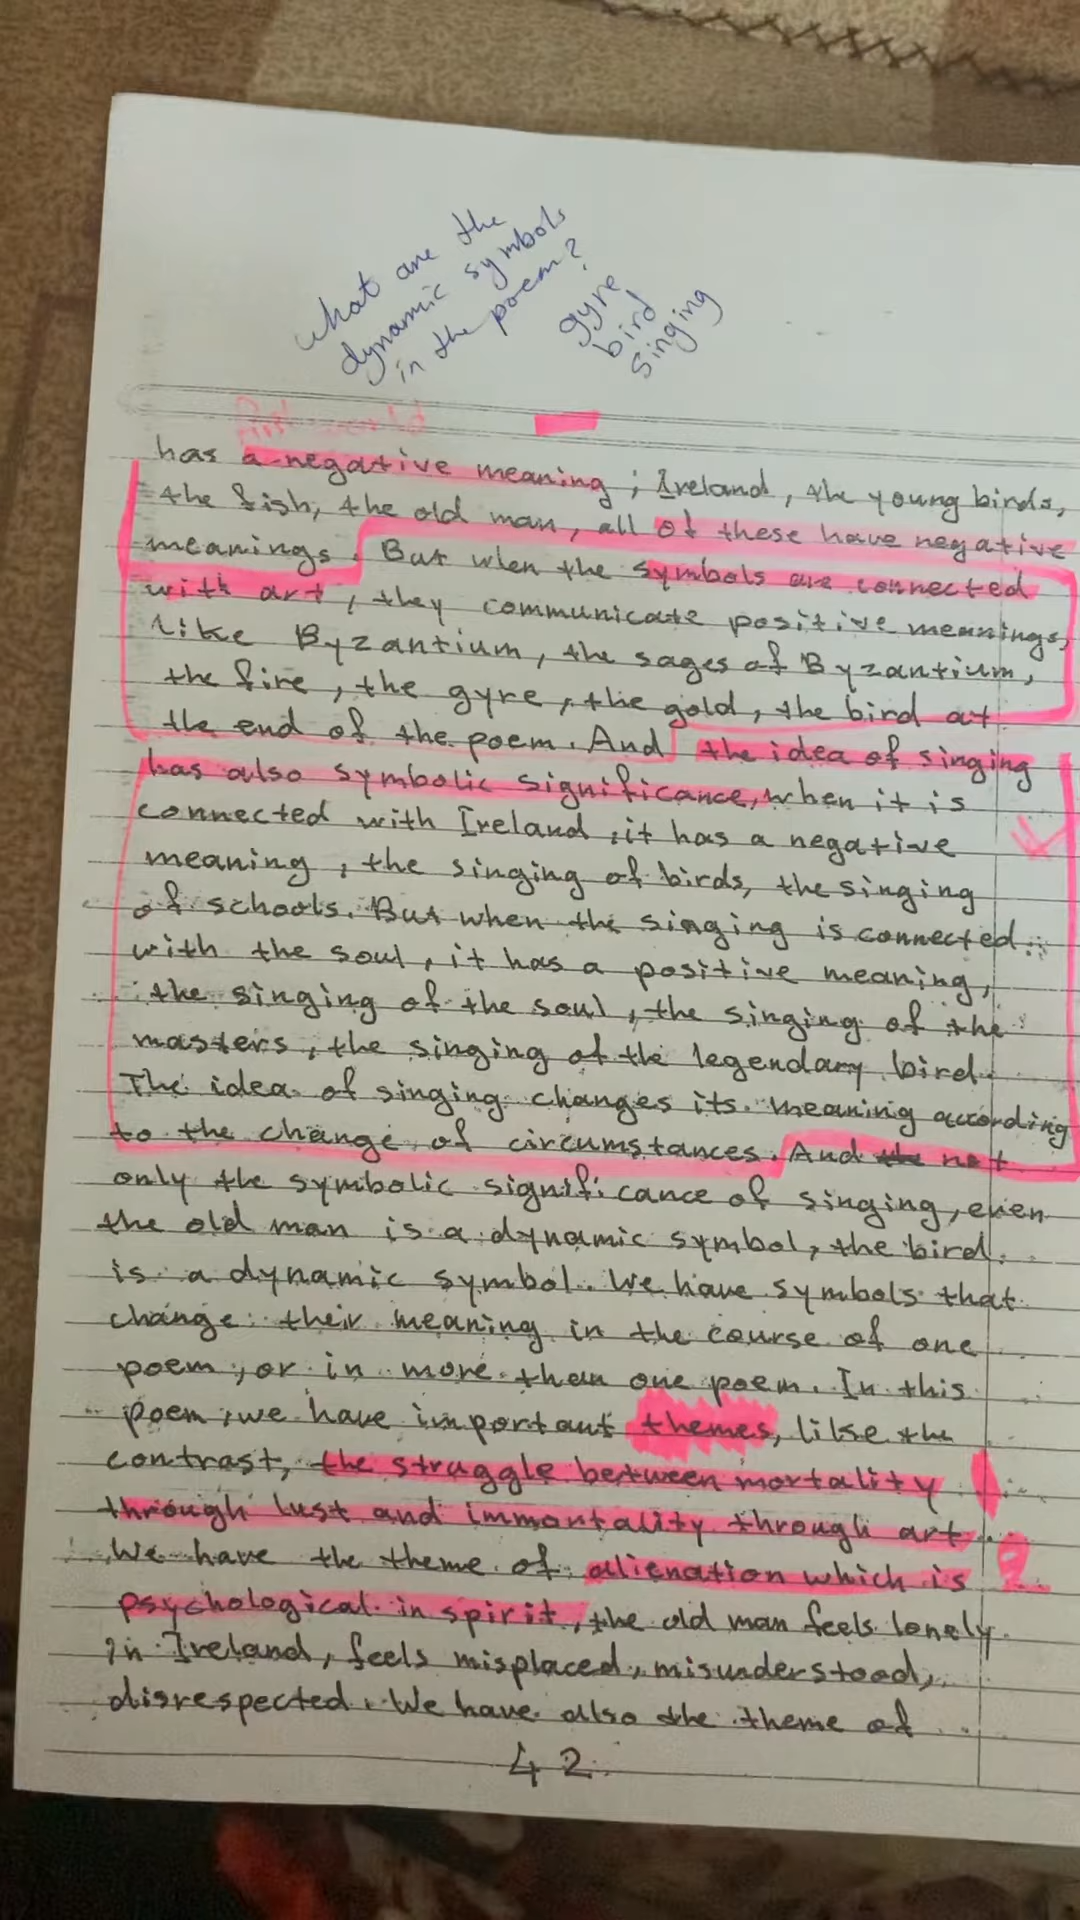 what are the
dynamic symbols
in the poem?
gyre
bird
singing
first world
has a negative meaning; Ireland, the young birds,
the fish, the old man, all of these have negative
meanings. But when the symbols are connected
with art, they communicate positive meanings,
like Byzantium, the sages of Byzantium,
the fire, the gyre, the gold, the bird at
the end of the poem. And the idea of singing
has also symbolic significance, when it is
connected with Ireland, it has a negative
meaning, the singing of birds, the singing
of schools. But when the singing is connected
with the soul, it has a positive meaning,
the singing of the soul, the singing of the
masters, the singing of the legendary bird.
The idea of singing changes its meaning according
to the change of circumstances. And the not
only the symbolic significance of singing, even
the old man is a dynamic symbol, the bird
is a dynamic symbol. We have symbols that
change their meaning in the course of one
poem, or in more than one poem. In this
poem, we have important themes, like the
contrast, the struggle between mortality
through lust and immortality through art.
We have the theme of alienation which is
psychological in spirit, the old man feels lonely
in Ireland, feels misplaced, misunderstood,
disrespected. We have also the theme of
42